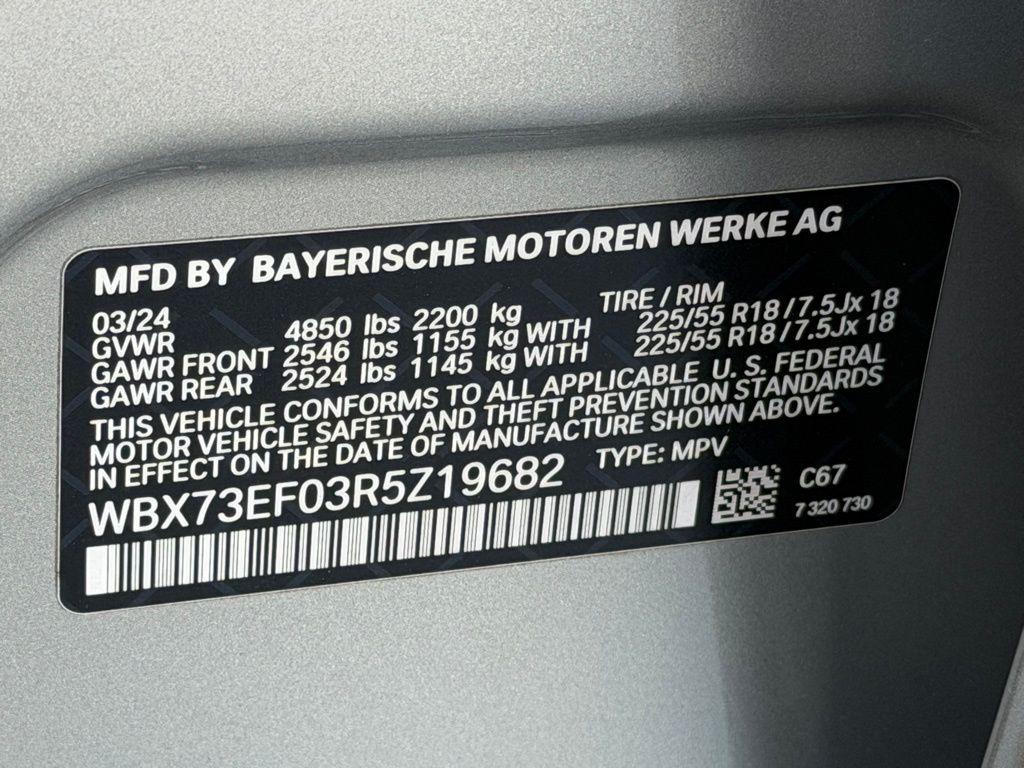 MFD BY BAYERISCHE MOTOREN WERKE AG
03/24 TIRE / RIM
GVWR 4850 lbs 2200 kg
GAWR FRONT 2546 lbs 1155 kg WITH 225/55 R18 / 7.5Jx 18
GAWR REAR 2524 lbs 1145 kg WITH 225/55 R18 / 7.5Jx 18
THIS VEHICLE CONFORMS TO ALL APPLICABLE U. S. FEDERAL
MOTOR VEHICLE SAFETY AND THEFT PREVENTION STANDARDS
IN EFFECT ON THE DATE OF MANUFACTURE SHOWN ABOVE.
WBX73EF03R5Z19682 TYPE: MPV
C67
7 320 730